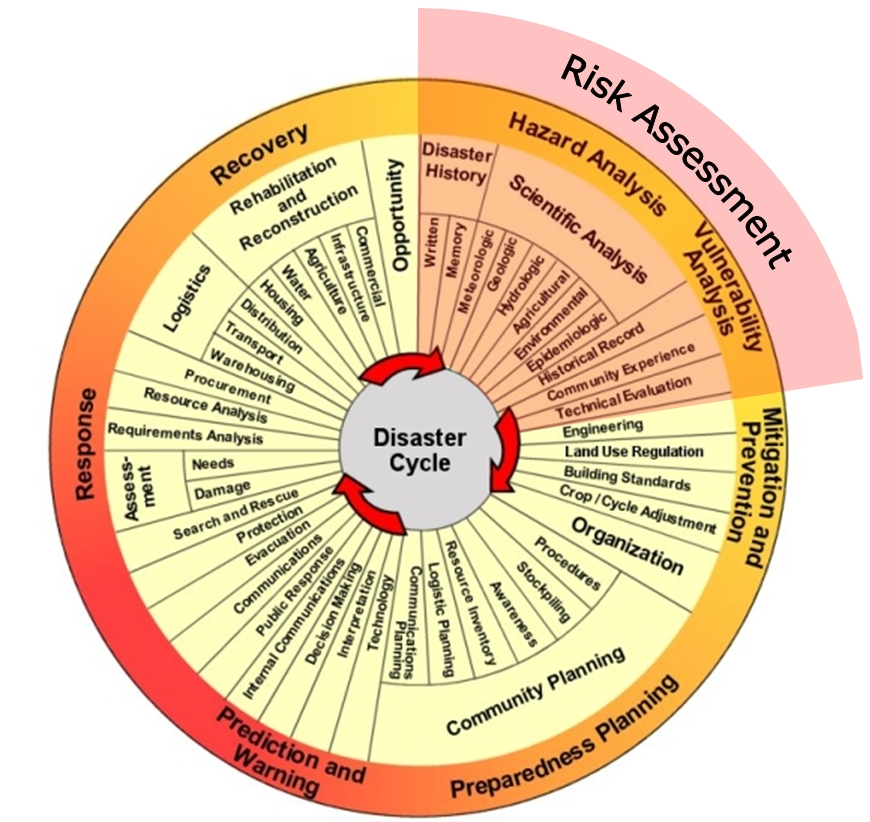 Risk Assessment
Hazard Analysis
Disaster
History
Written
Memory
Scientific Analysis
Meteorologic
Geologic
Hydrologic
Agricultural
Environmental
Epidemiologic
Vulnerability
Analysis
Historical Record
Community Experience
Technical Evaluation
Mitigation and
Prevention
Engineering
Land Use Regulation
Building Standards
Crop / Cycle Adjustment
Preparedness Planning
Organization
Community Planning
Procedures
Stockpiling
Awareness
Resource Inventory
Logistic Planning
Communications
Planning
Prediction and
Warning
Technology
Interpretation
Decision Making
Internal Communications
Public Response
Communications
Response
Evacuation
Protection
Search and Rescue
Assess-
ment
Damage
Needs
Requirements Analysis
Resource Analysis
Procurement
Logistics
Warehousing
Transport
Distribution
Recovery
Rehabilitation
and
Reconstruction
Housing
Water
Agriculture
Infrastructure
Commercial
Opportunity
Disaster
Cycle